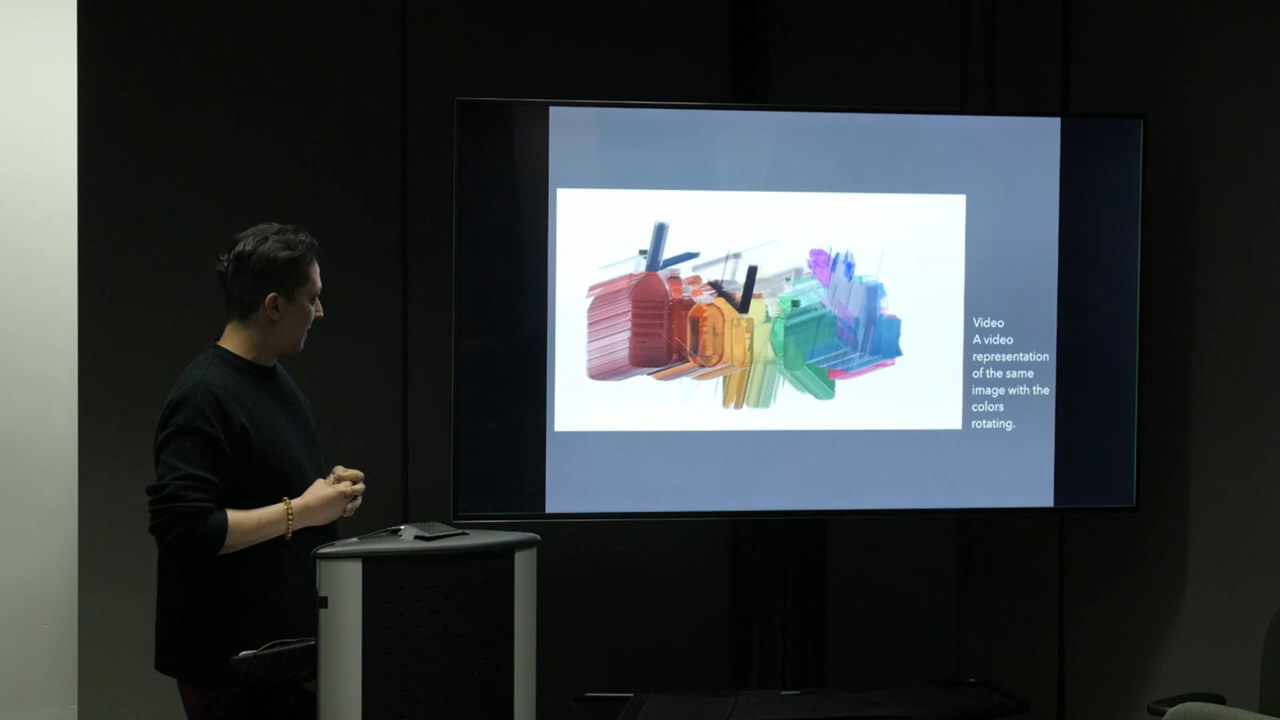 Video
A video
representation
of the same
image with the
colors
rotating.